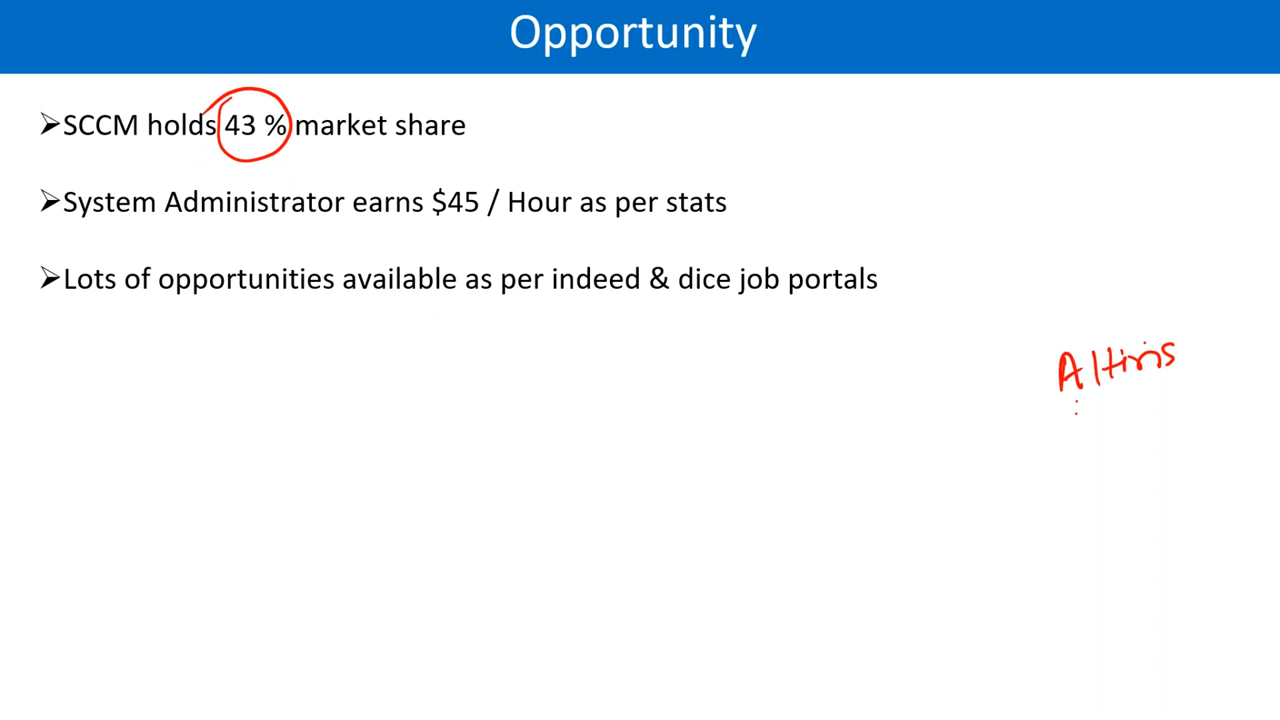 Opportunity
➢SCCM holds 43 % market share
➢System Administrator earns $45 / Hour as per stats
➢Lots of opportunities available as per indeed & dice job portals
Altiris